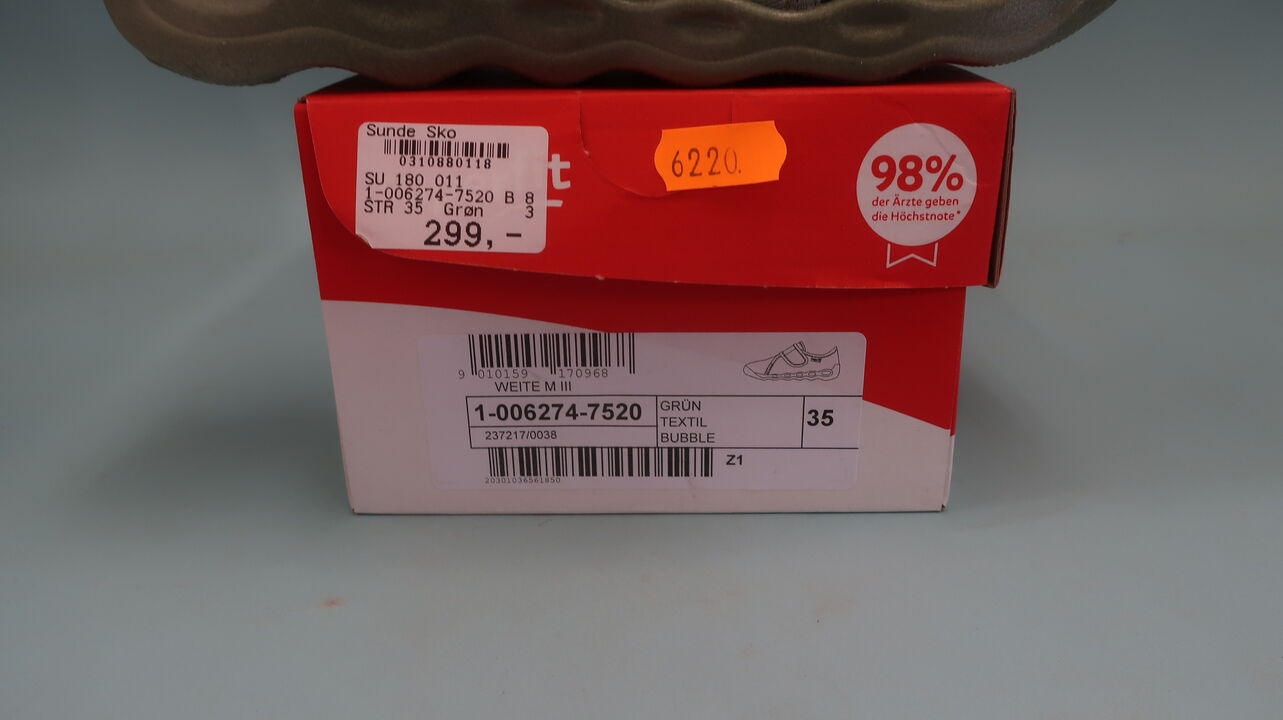 Sunde Sko
0310880118
SU 180 011
1-006274-7520 B 8
STR 35 Grøn 3
299,-
6220.
98%
der Ärzte geben
die Höchstnote*
9 010159 170968
WEITE M III
1-006274-7520
237217/0038
GRÜN
TEXTIL
BUBBLE
35
Z1
20301036561850